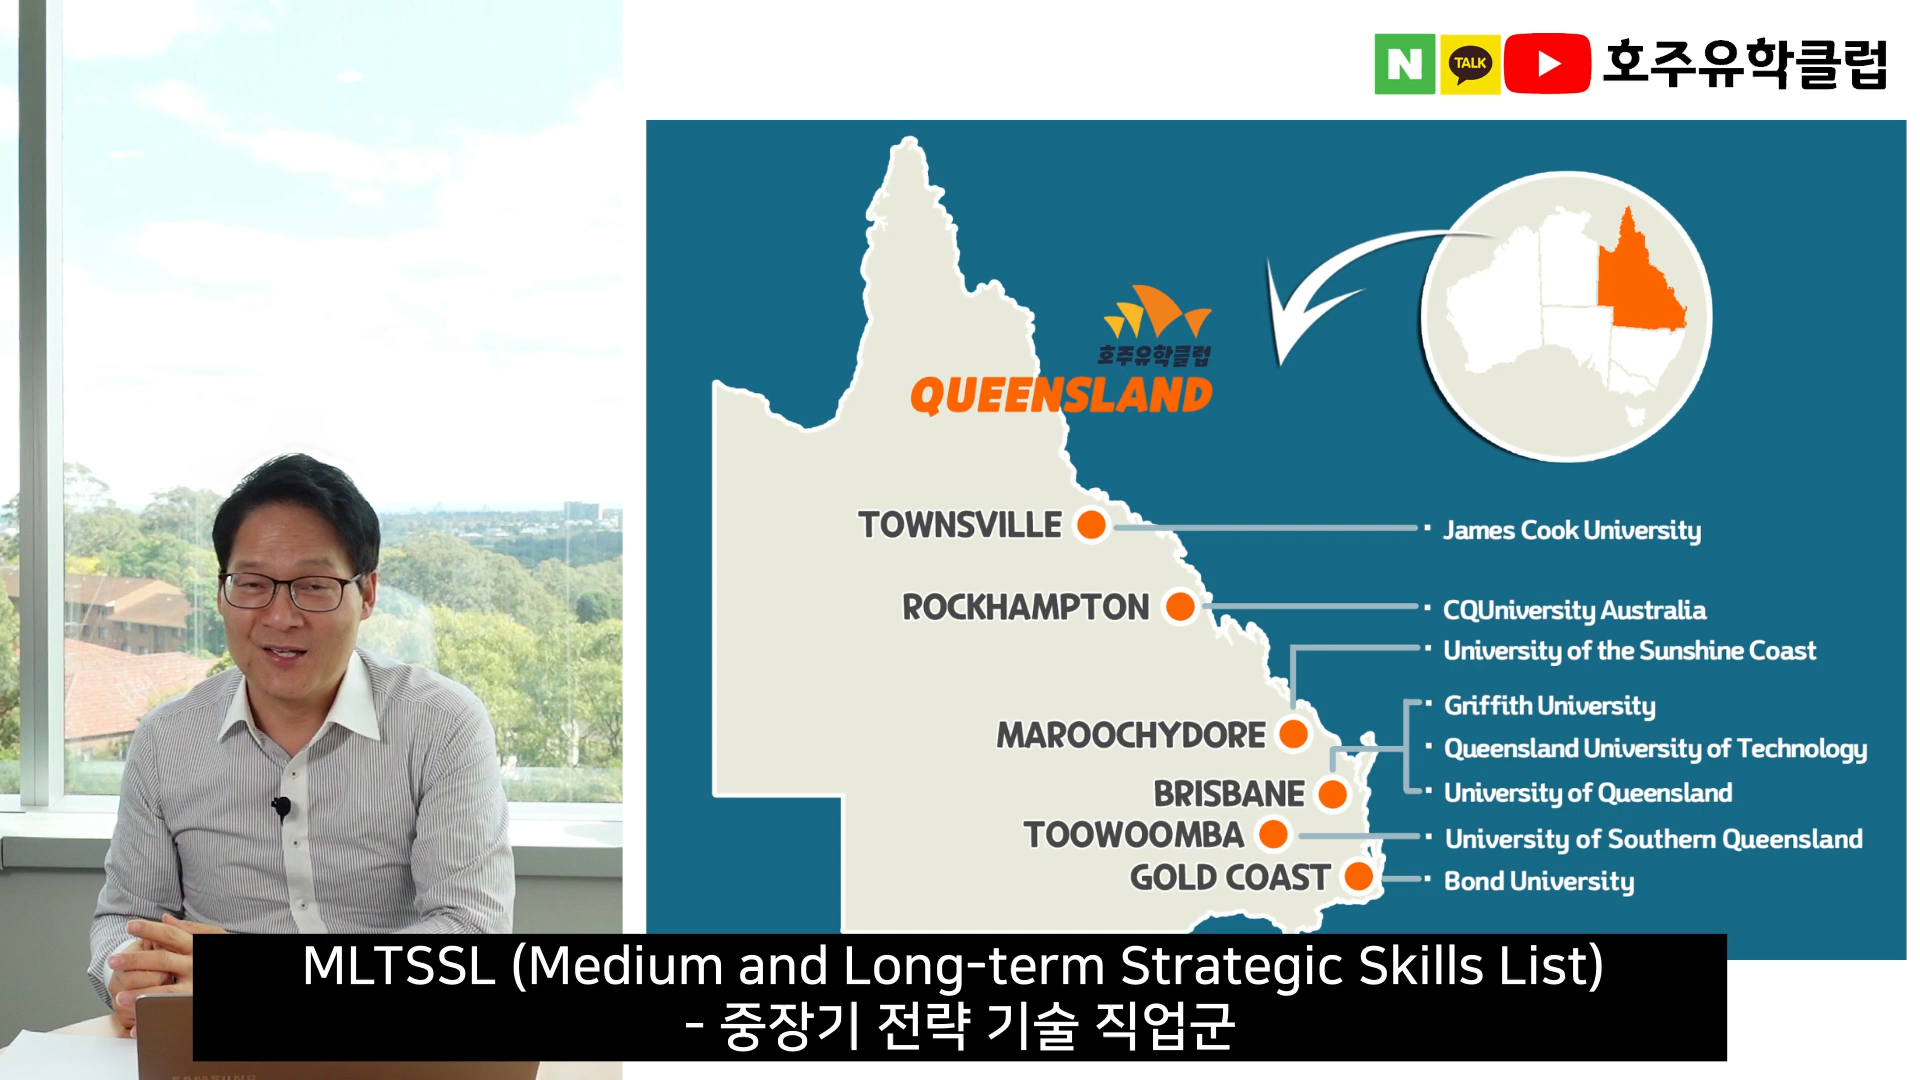 N TALK 호주유학클럽
호주유학클럽
QUEENSLAND
TOWNSVILLE
· James Cook University
ROCKHAMPTON
· CQUniversity Australia
· University of the Sunshine Coast
· Griffith University
MAROOCHYDORE
· Queensland University of Technology
BRISBANE
· University of Queensland
TOOWOOMBA
· University of Southern Queensland
GOLD COAST
· Bond University
MLTSSL (Medium and Long-term Strategic Skills List)
- 중장기 전략 기술 직업군
SAMSUNG